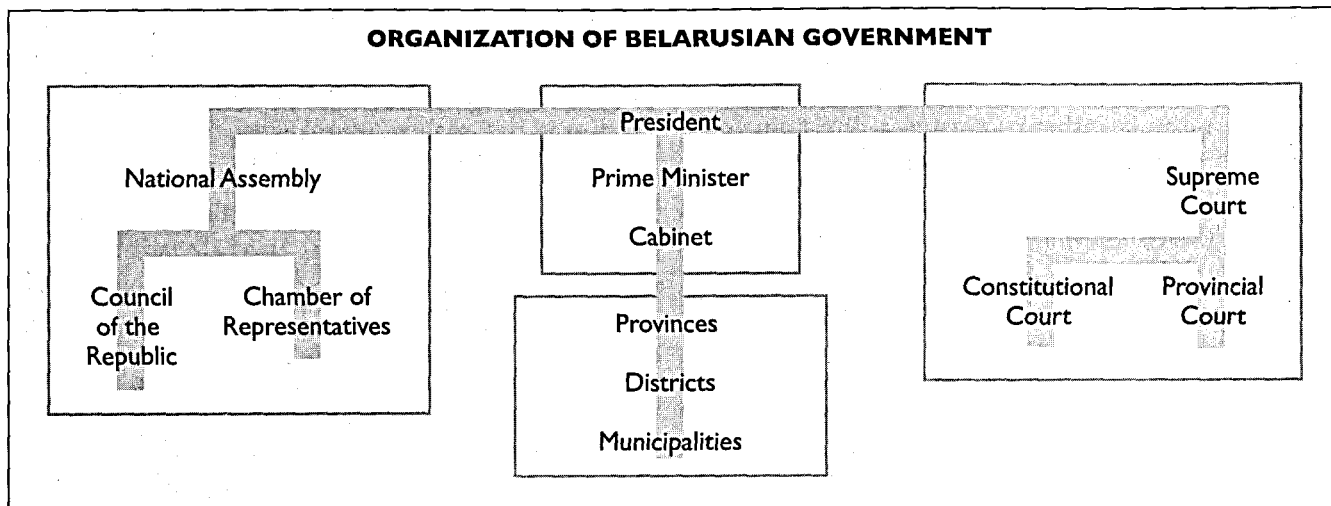 ORGANIZATION OF BELARUSIAN GOVERNMENT
President
National Assembly
Prime Minister
Supreme
Court
Cabinet
Council
of the
Republic
Chamber of
Representatives
Constitutional
Court
Provincial
Court
Provinces
Districts
Municipalities